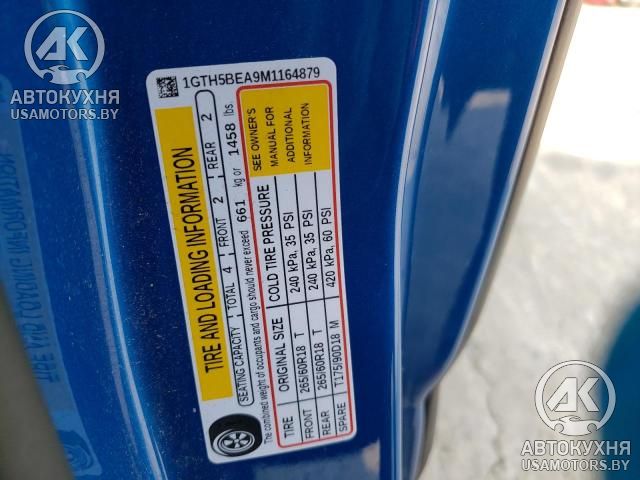 AK
АВТОКУХНЯ
USAMOTORS.BY
1GTH5BEA9M1164879
TIRE AND LOADING INFORMATION
SEATING CAPACITY TOTAL 4 FRONT 2 REAR 2
The combined weight of occupants and cargo should never exceed 661 kg or 1458 lbs.
TIRE ORIGINAL SIZE COLD TIRE PRESSURE
FRONT 265/60R18 T 240 kPa, 35 PSI
REAR 265/60R18 T 240 kPa, 35 PSI
SPARE T175/90D18 M 420 kPa, 60 PSI
SEE OWNER'S
MANUAL FOR
ADDITIONAL
INFORMATION
AK
АВТОКУХНЯ
USAMOTORS.BY